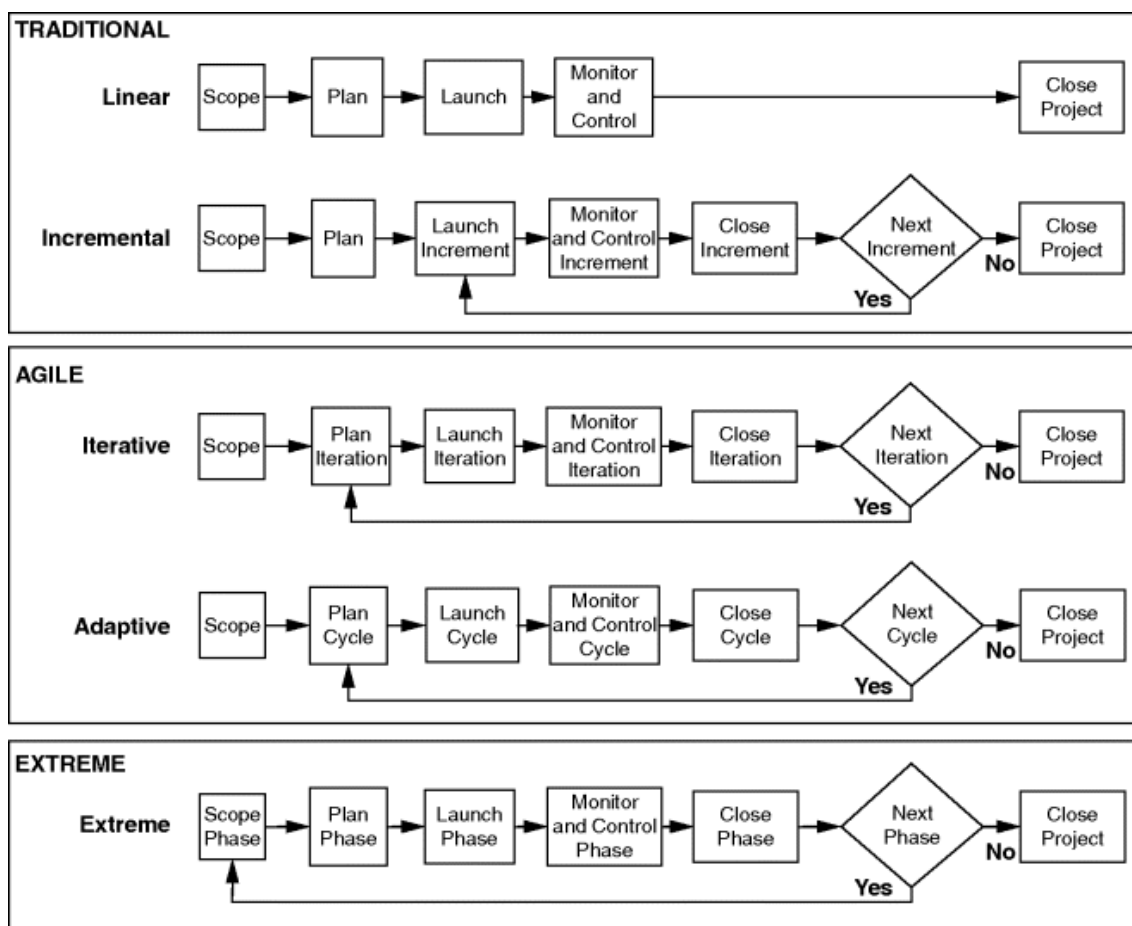 TRADITIONAL
Linear
Scope
Plan
Launch
Monitor
and
Control
Close
Project
Incremental
Scope
Plan
Launch
Increment
Monitor
and Control
Increment
Close
Increment
Next
Increment
Yes
No
Close
Project
AGILE
Iterative
Scope
Plan
Iteration
Launch
Iteration
Monitor
and Control
Iteration
Close
Iteration
Next
Iteration
Yes
No
Close
Project
Adaptive
Scope
Plan
Cycle
Launch
Cycle
Monitor
and Control
Cycle
Close
Cycle
Next
Cycle
Yes
No
Close
Project
EXTREME
Extreme
Scope
Phase
Plan
Phase
Launch
Phase
Monitor
and Control
Phase
Close
Phase
Next
Phase
Yes
No
Close
Project